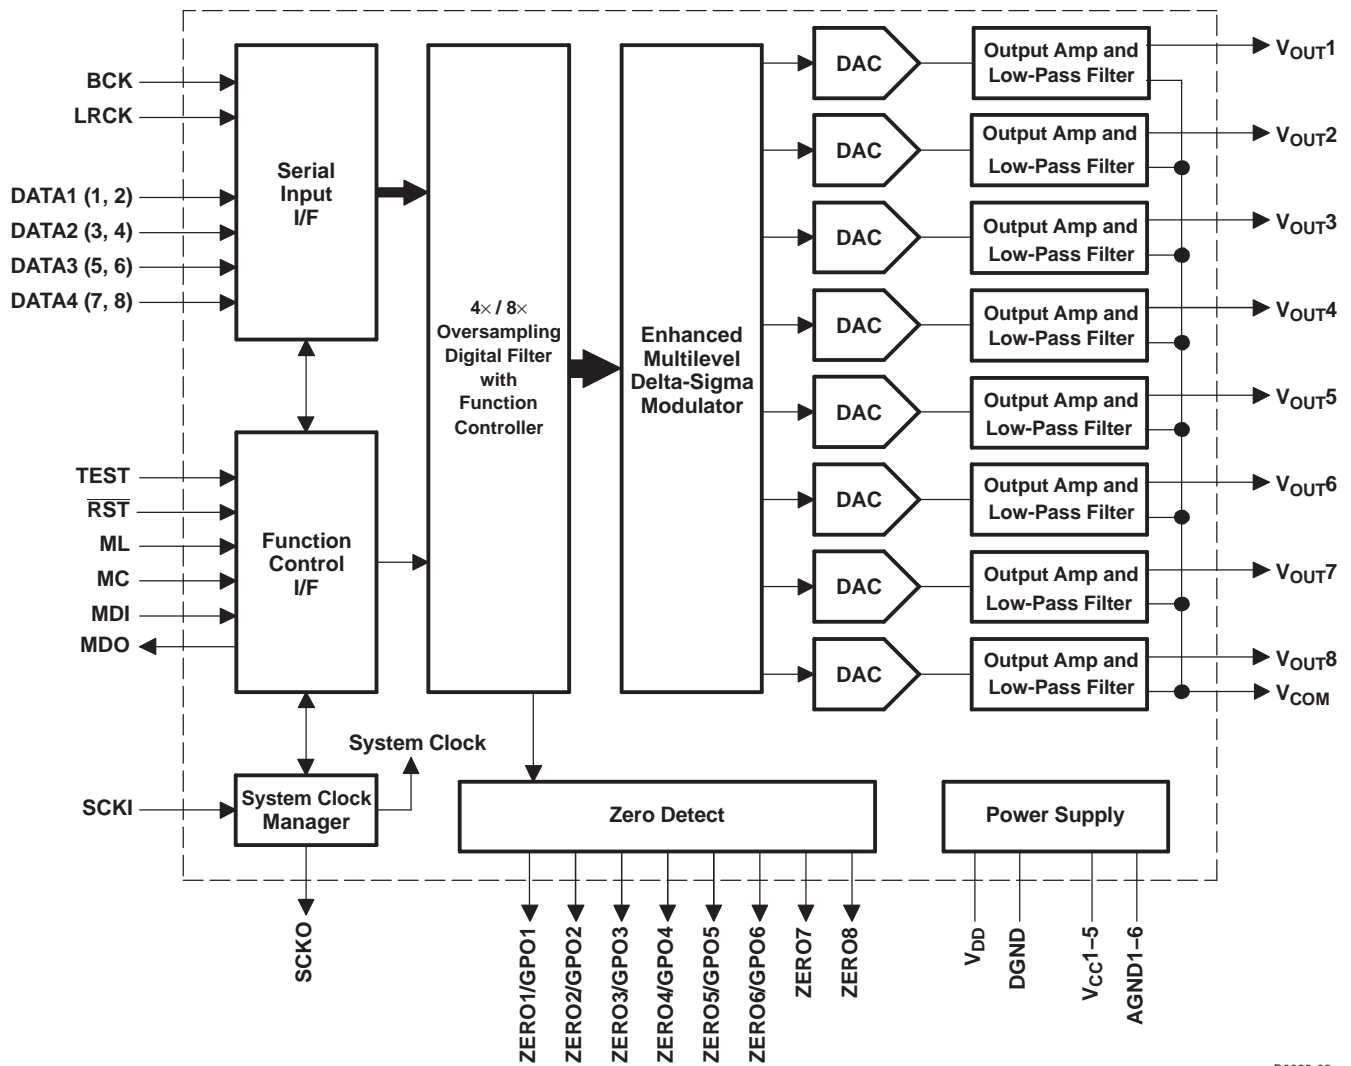 BCK
LRCK
DATA1 (1, 2)
DATA2 (3, 4)
DATA3 (5, 6)
DATA4 (7, 8)
Serial
Input
I/F
TEST
RST
ML
MC
MDI
MDO
Function
Control
I/F
SCKI
System Clock
Manager
System Clock
SCKO
4× / 8×
Oversampling
Digital Filter
with
Function
Controller
Enhanced
Multilevel
Delta-Sigma
Modulator
DAC
Output Amp and
Low-Pass Filter
VOUT1
DAC
Output Amp and
Low-Pass Filter
VOUT2
DAC
Output Amp and
Low-Pass Filter
VOUT3
DAC
Output Amp and
Low-Pass Filter
VOUT4
DAC
Output Amp and
Low-Pass Filter
VOUT5
DAC
Output Amp and
Low-Pass Filter
VOUT6
DAC
Output Amp and
Low-Pass Filter
VOUT7
DAC
Output Amp and
Low-Pass Filter
VOUT8
VCOM
Zero Detect
ZERO1/GPO1
ZERO2/GPO2
ZERO3/GPO3
ZERO4/GPO4
ZERO5/GPO5
ZERO6/GPO6
ZERO7
ZERO8
Power Supply
VDD
DGND
VCC1–5
AGND1–6